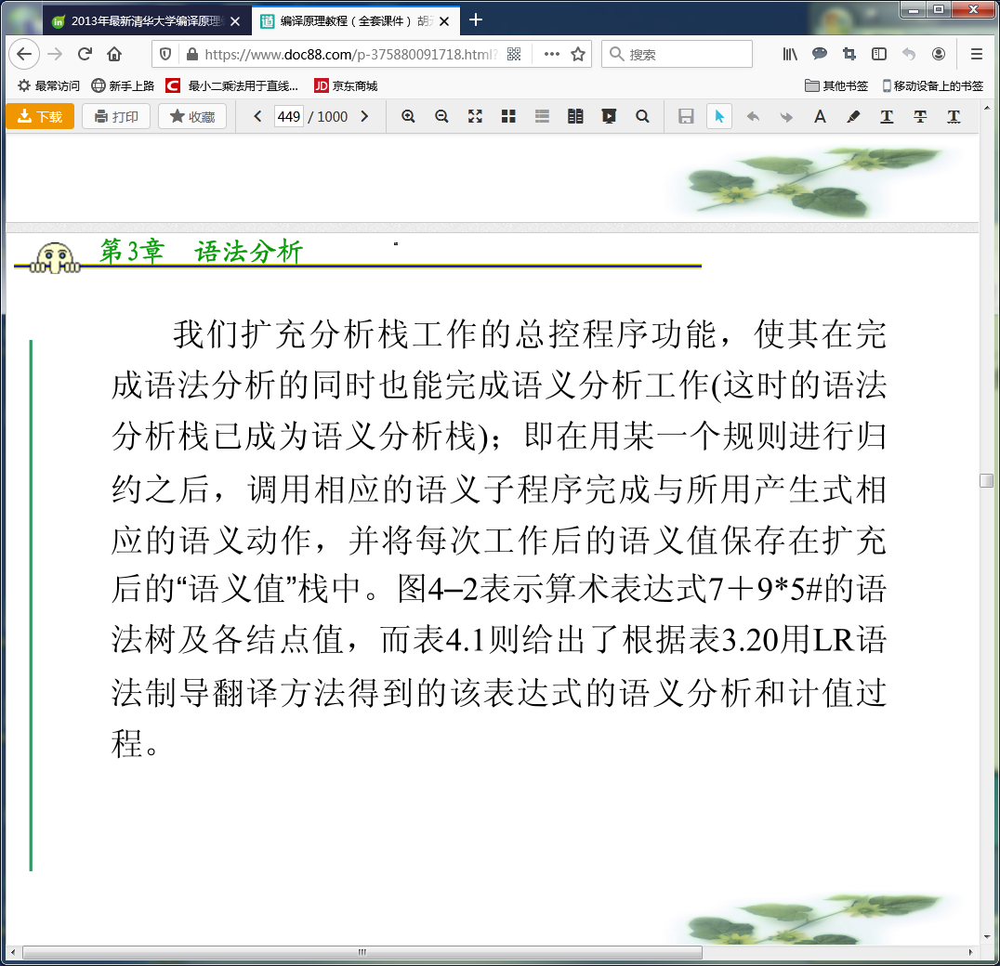 2013年最新清华大学编译原理
编译原理教程（全套课件）胡
https://www.doc88.com/p-375880091718.html?
搜索
最常访问 新手上路 最小二乘法用于直线... JD 京东商城 其他书签 移动设备上的书签
下载 打印 收藏 449 / 1000
第3章 语法分析
我们扩充分析栈工作的总控程序功能，使其在完
成语法分析的同时也能完成语义分析工作(这时的语法
分析栈已成为语义分析栈)；即在用某一个规则进行归
约之后，调用相应的语义子程序完成与所用产生式相
应的语义动作，并将每次工作后的语义值保存在扩充
后的“语义值”栈中。图4–2表示算术表达式7＋9*5#的语
法树及各结点值，而表4.1则给出了根据表3.20用LR语
法制导翻译方法得到的该表达式的语义分析和计值过
程。